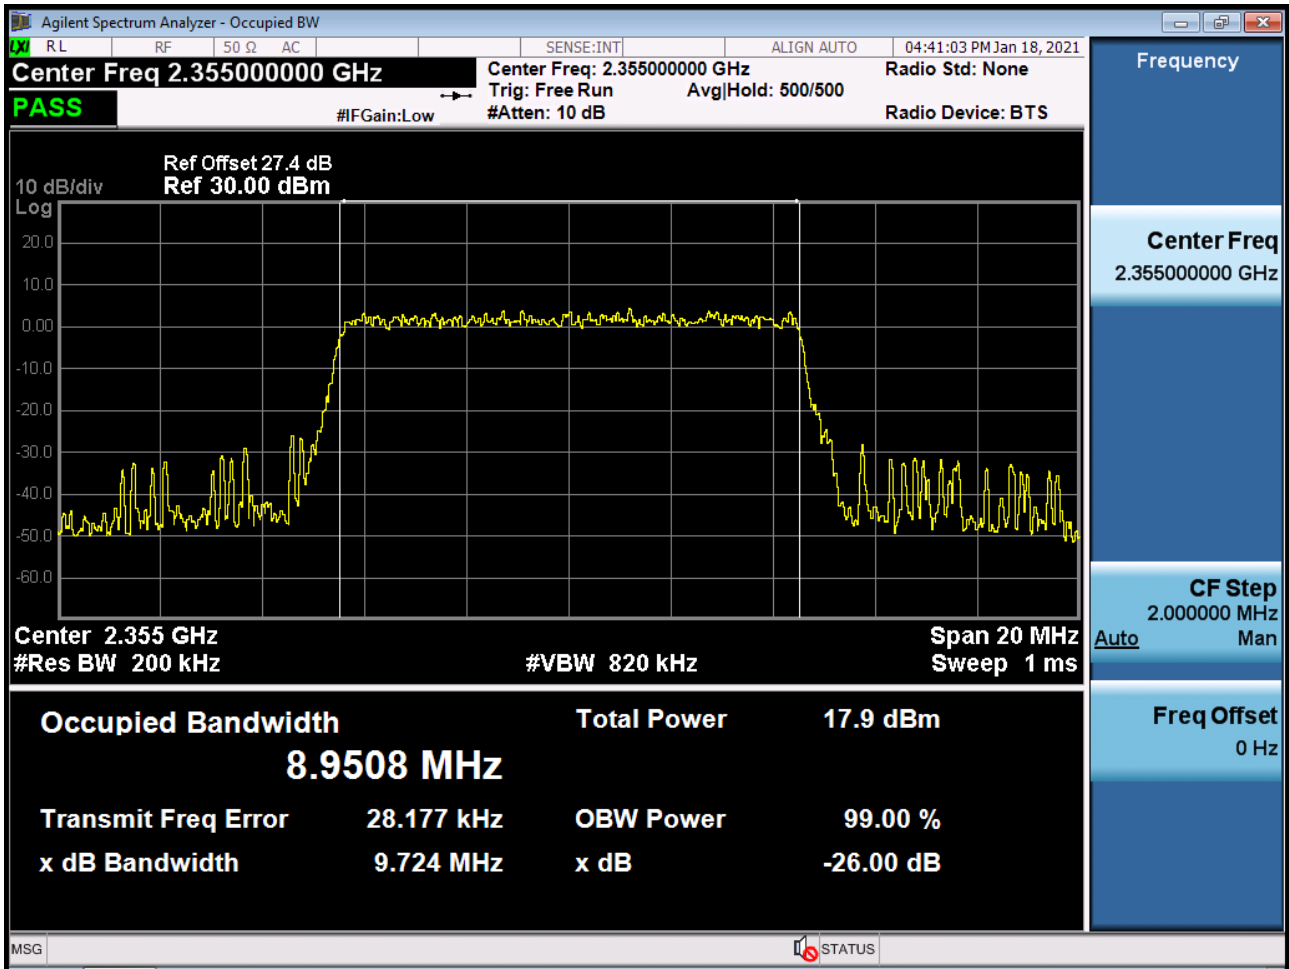 Agilent Spectrum Analyzer - Occupied BW
LXI RL RF 50 Ω AC SENSE:INT ALIGN AUTO 04:41:03 PM Jan 18, 2021
Center Freq 2.355000000 GHz
PASS
#IFGain:Low
Center Freq: 2.355000000 GHz
Trig: Free Run Avg|Hold: 500/500
#Atten: 10 dB
Radio Std: None
Radio Device: BTS
Ref Offset 27.4 dB
10 dB/div Ref 30.00 dBm
Log
20.0
10.0
0.00
-10.0
-20.0
-30.0
-40.0
-50.0
-60.0
Center 2.355 GHz Span 20 MHz
#Res BW 200 kHz #VBW 820 kHz Sweep 1 ms
Occupied Bandwidth Total Power 17.9 dBm
8.9508 MHz
Transmit Freq Error 28.177 kHz OBW Power 99.00 %
x dB Bandwidth 9.724 MHz x dB -26.00 dB
MSG STATUS
Frequency
Center Freq
2.355000000 GHz
CF Step
2.000000 MHz
Auto Man
Freq Offset
0 Hz